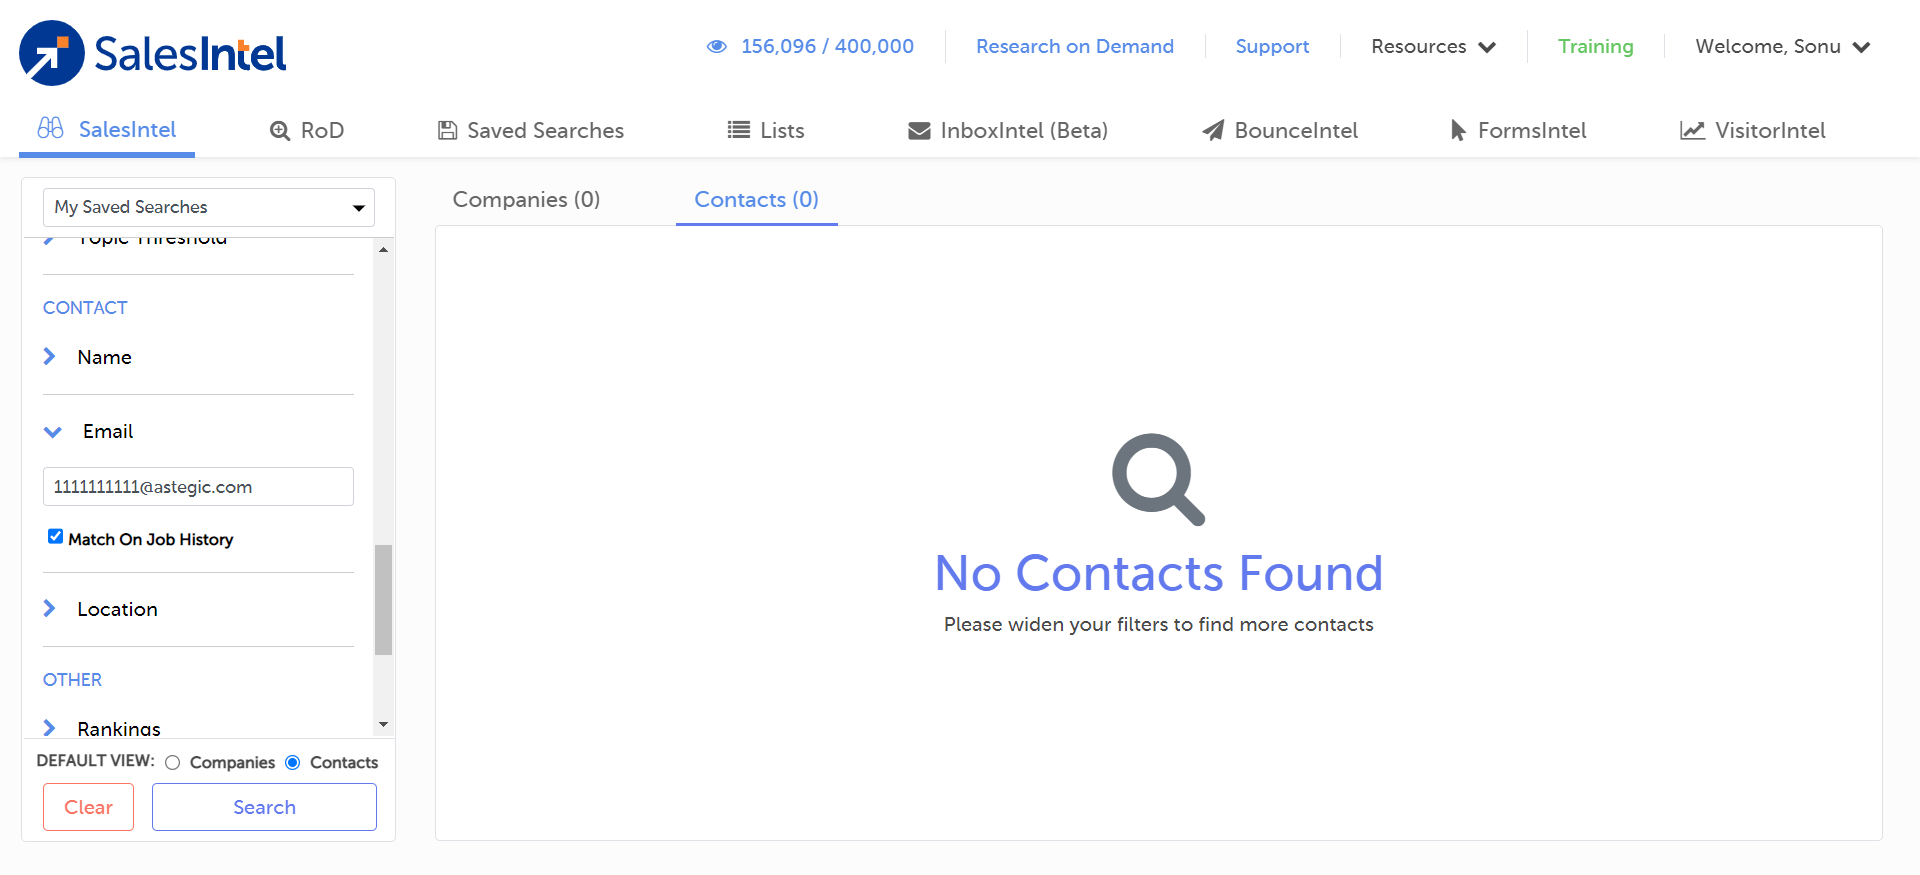 SalesIntel
156,096 / 400,000
Research on Demand
Support
Resources
Training
Welcome, Sonu
SalesIntel
RoD
Saved Searches
Lists
InboxIntel (Beta)
BounceIntel
FormsIntel
VisitorIntel
My Saved Searches
Topic Threshold
CONTACT
Name
Email
1111111111@astegic.com
Match On Job History
Location
OTHER
Rankings
DEFAULT VIEW: Companies Contacts
Clear
Search
Companies (0)
Contacts (0)
No Contacts Found
Please widen your filters to find more contacts